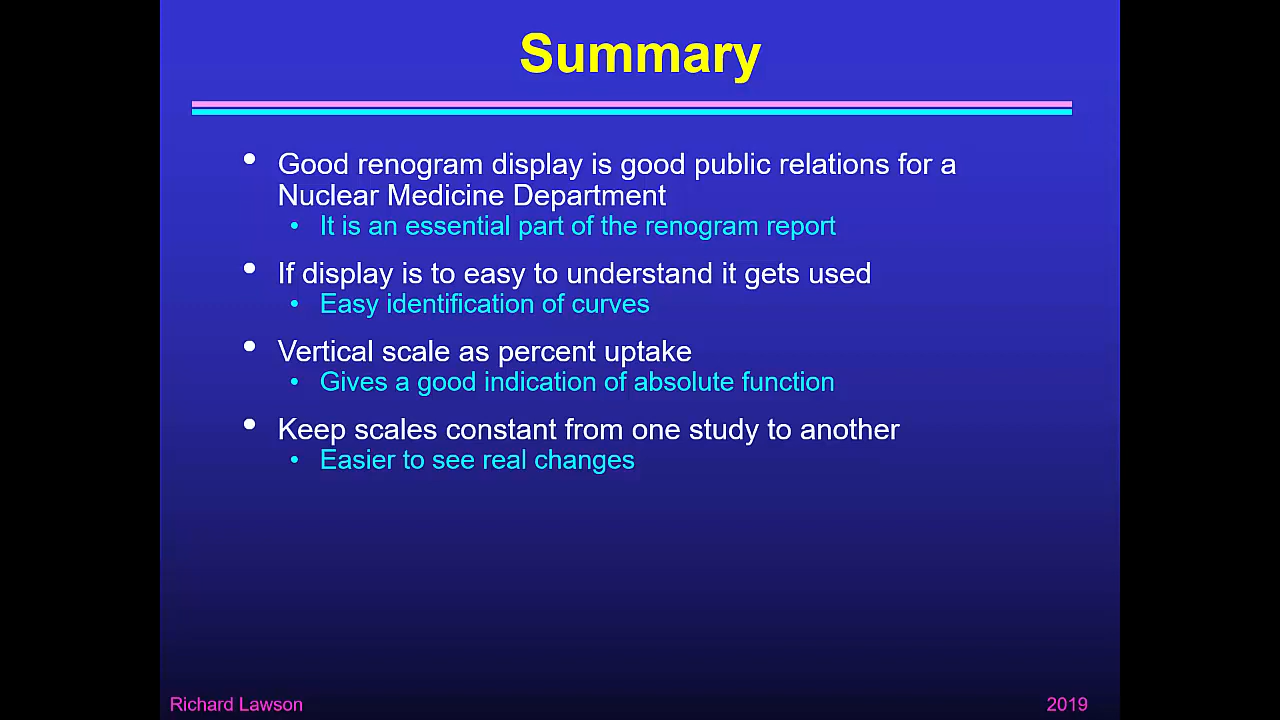 Summary
• Good renogram display is good public relations for a
Nuclear Medicine Department
• It is an essential part of the renogram report
• If display is to easy to understand it gets used
• Easy identification of curves
• Vertical scale as percent uptake
• Gives a good indication of absolute function
• Keep scales constant from one study to another
• Easier to see real changes
Richard Lawson
2019